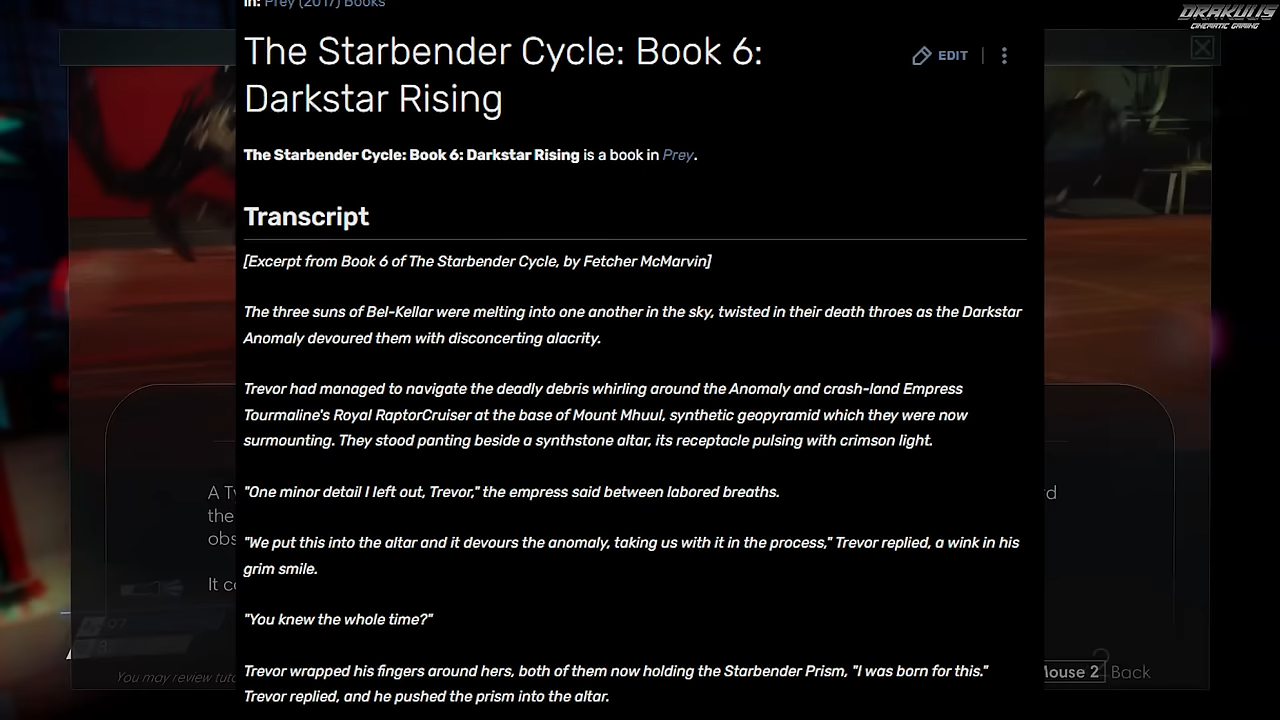 in: Prey (2017) Books
DRAKULIS
CINEMATIC GAMING
The Starbender Cycle: Book 6:
Darkstar Rising
EDIT
The Starbender Cycle: Book 6: Darkstar Rising is a book in Prey.
Transcript
[Excerpt from Book 6 of The Starbender Cycle, by Fetcher McMarvin]
The three suns of Bel-Kellar were melting into one another in the sky, twisted in their death throes as the Darkstar
Anomaly devoured them with disconcerting alacrity.
Trevor had managed to navigate the deadly debris whirling around the Anomaly and crash-land Empress
Tourmaline's Royal RaptorCruiser at the base of Mount Mhuul, synthetic geopyramid which they were now
surmounting. They stood panting beside a synthstone altar, its receptacle pulsing with crimson light.
"One minor detail I left out, Trevor," the empress said between labored breaths.
"We put this into the altar and it devours the anomaly, taking us with it in the process," Trevor replied, a wink in his
grim smile.
"You knew the whole time?"
Trevor wrapped his fingers around hers, both of them now holding the Starbender Prism, "I was born for this."
Trevor replied, and he pushed the prism into the altar.
A
the
obs
It
You may review
Mouse 2 Back